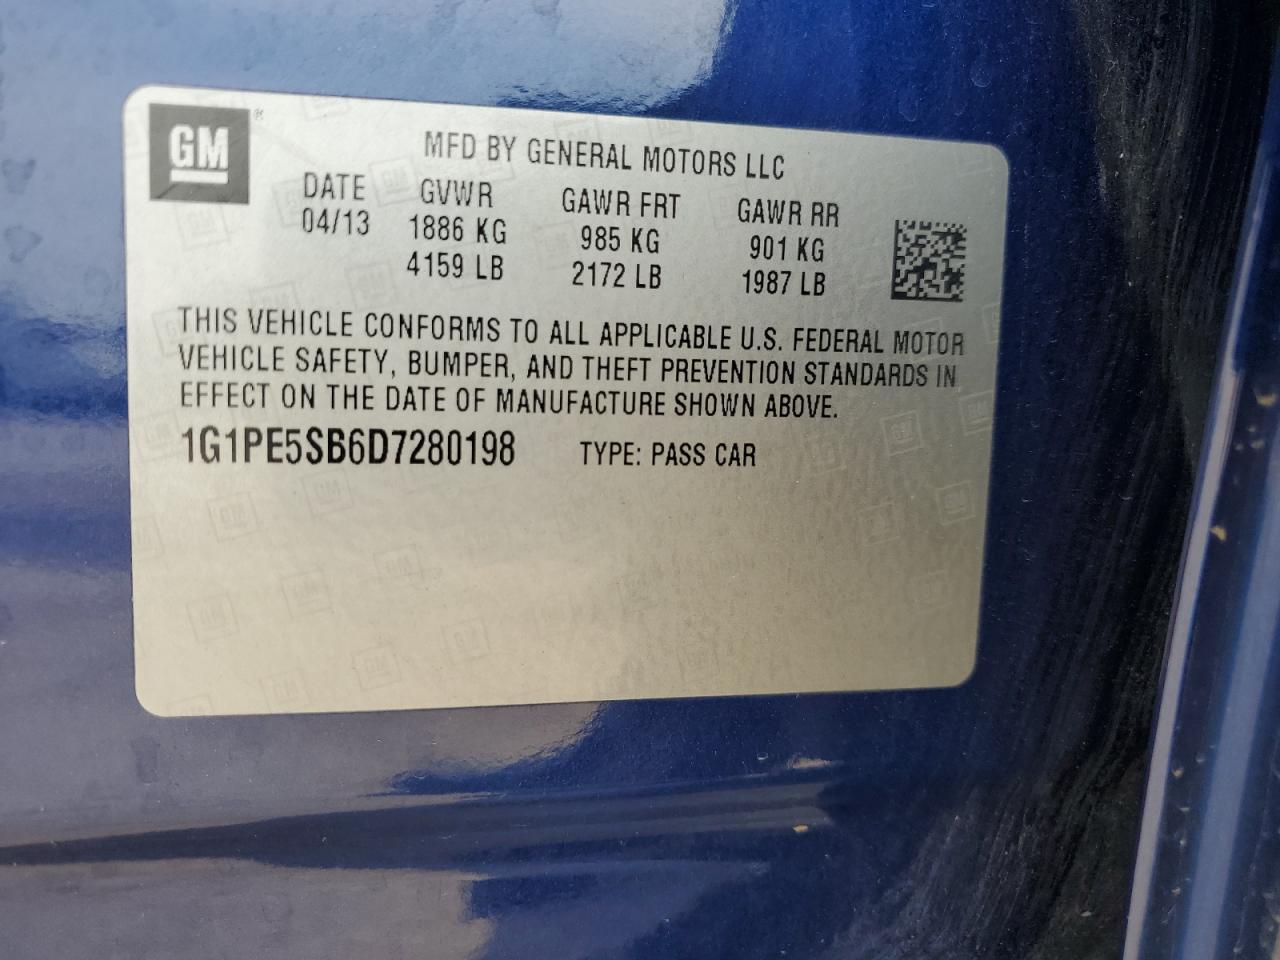 GM®
MFD BY GENERAL MOTORS LLC
DATE GVWR GAWR FRT GAWR RR
04/13 1886 KG 985 KG 901 KG
4159 LB 2172 LB 1987 LB
THIS VEHICLE CONFORMS TO ALL APPLICABLE U.S. FEDERAL MOTOR
VEHICLE SAFETY, BUMPER, AND THEFT PREVENTION STANDARDS IN
EFFECT ON THE DATE OF MANUFACTURE SHOWN ABOVE.
1G1PE5SB6D7280198 TYPE: PASS CAR